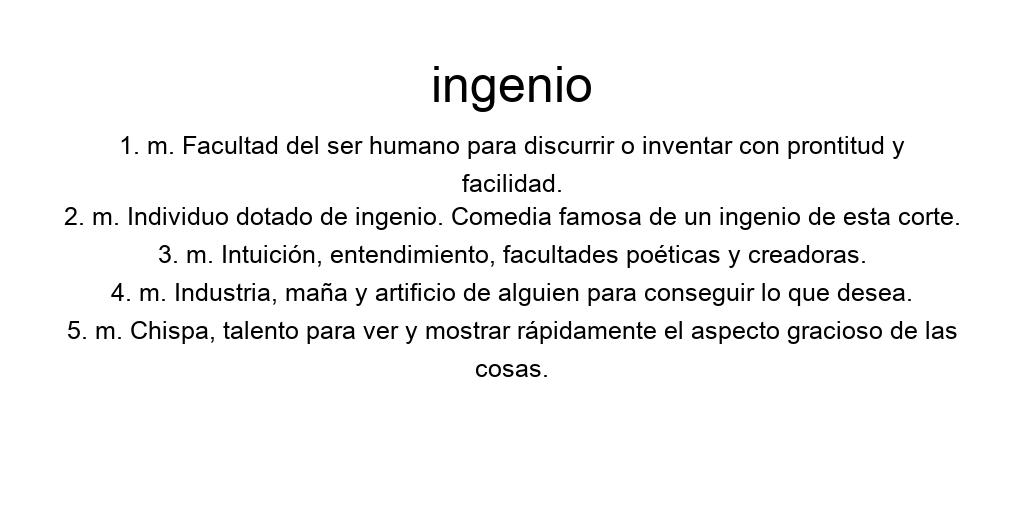 ingenio
1. m. Facultad del ser humano para discurrir o inventar con prontitud y
facilidad.
2. m. Individuo dotado de ingenio. Comedia famosa de un ingenio de esta corte.
3. m. Intuición, entendimiento, facultades poéticas y creadoras.
4. m. Industria, maña y artificio de alguien para conseguir lo que desea.
5. m. Chispa, talento para ver y mostrar rápidamente el aspecto gracioso de las
cosas.